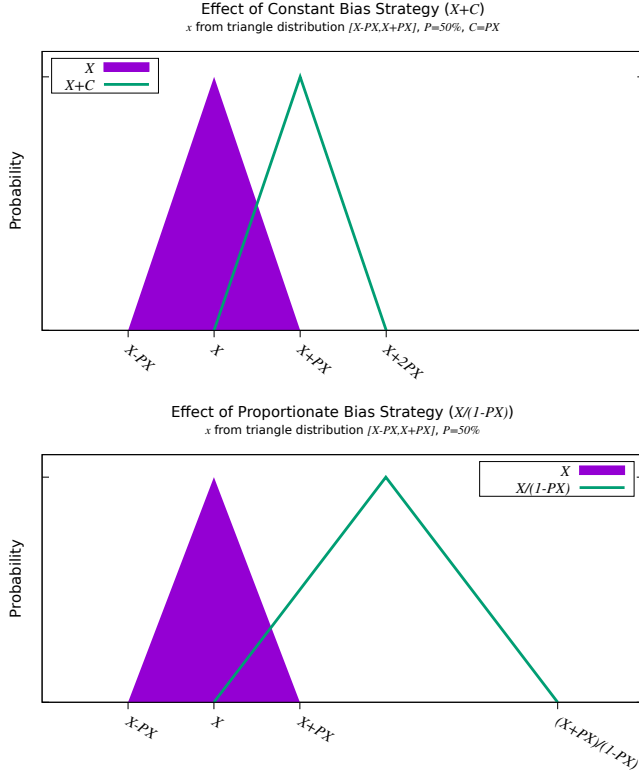 Effect of Constant Bias Strategy (X+C)
x from triangle distribution [X-PX,X+PX], P=50%, C=PX
X
X+C
Probability
X-PX
X
X+PX
X+2PX
Effect of Proportionate Bias Strategy (X/(1-PX))
x from triangle distribution [X-PX,X+PX], P=50%
X
X/(1-PX)
Probability
X-PX
X
X+PX
(X+PX)/(1-PX)